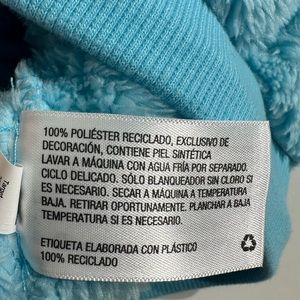 100% POLIÉSTER RECICLADO, EXCLUSIVO DE
DECORACIÓN, CONTIENE PIEL SINTÉTICA
LAVAR A MÁQUINA CON AGUA FRÍA POR SEPARADO.
CICLO DELICADO. SÓLO BLANQUEADOR SIN CLORO SI
ES NECESARIO. SECAR A MÁQUINA A TEMPERATURA
BAJA. RETIRAR OPORTUNAMENTE. PLANCHAR A BAJA
TEMPERATURA SI ES NECESARIO.
ETIQUETA ELABORADA CON PLÁSTICO
100% RECICLADO